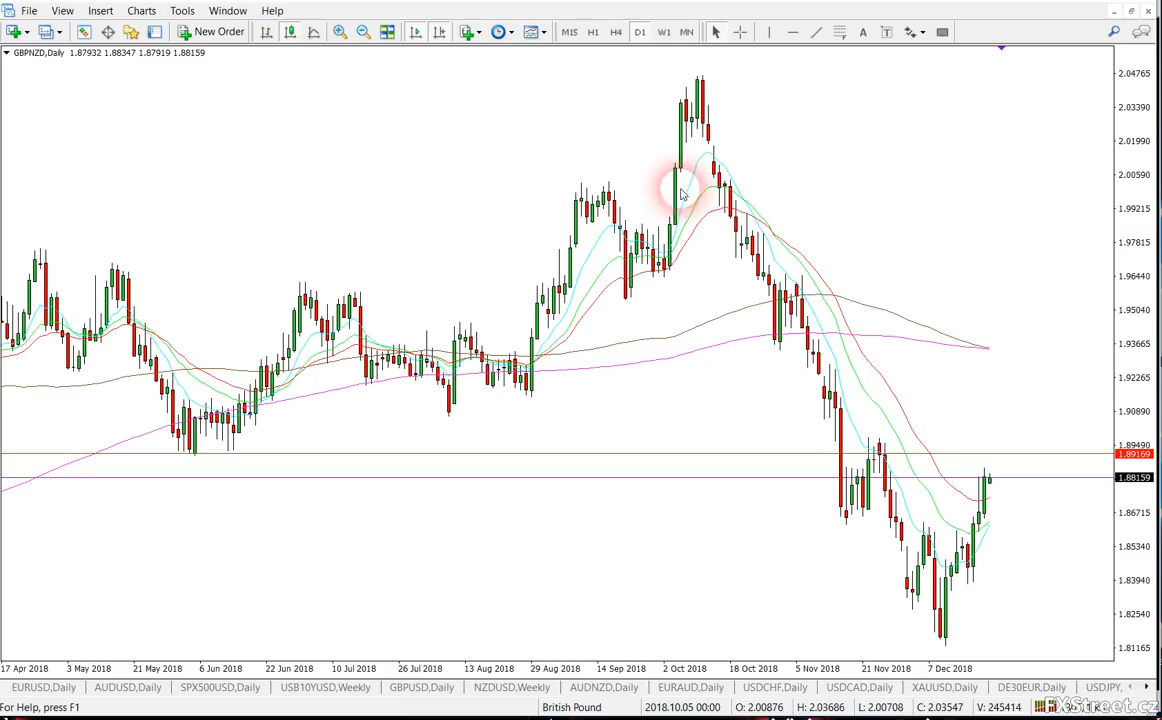 File View Insert Charts Tools Window Help
New Order M15 H1 H4 D1 W1 MN A T
GBPNZD,Daily 1.87932 1.88347 1.87919 1.88159
2.04765
2.03390
2.01990
2.00590
1.99215
1.97815
1.96440
1.95040
1.93665
1.92265
1.90890
1.89490
1.89169
1.88159
1.86715
1.85340
1.83940
1.82540
1.81165
17 Apr 2018 3 May 2018 21 May 2018 6 Jun 2018 22 Jun 2018 10 Jul 2018 26 Jul 2018 13 Aug 2018 29 Aug 2018 14 Sep 2018 2 Oct 2018 18 Oct 2018 5 Nov 2018 21 Nov 2018 7 Dec 2018
EURUSD,Daily AUDUSD,Daily SPX500USD,Daily USB10YUSD,Weekly GBPUSD,Daily NZDUSD,Weekly AUDNZD,Daily EURAUD,Daily USDCHF,Daily USDCAD,Daily XAUUSD,Daily DE30EUR,Daily USDJPY,
For Help, press F1 British Pound 2018.10.05 00:00 O: 2.00876 H: 2.03686 L: 2.00708 C: 2.03547 V: 245414
FXStreet.cz